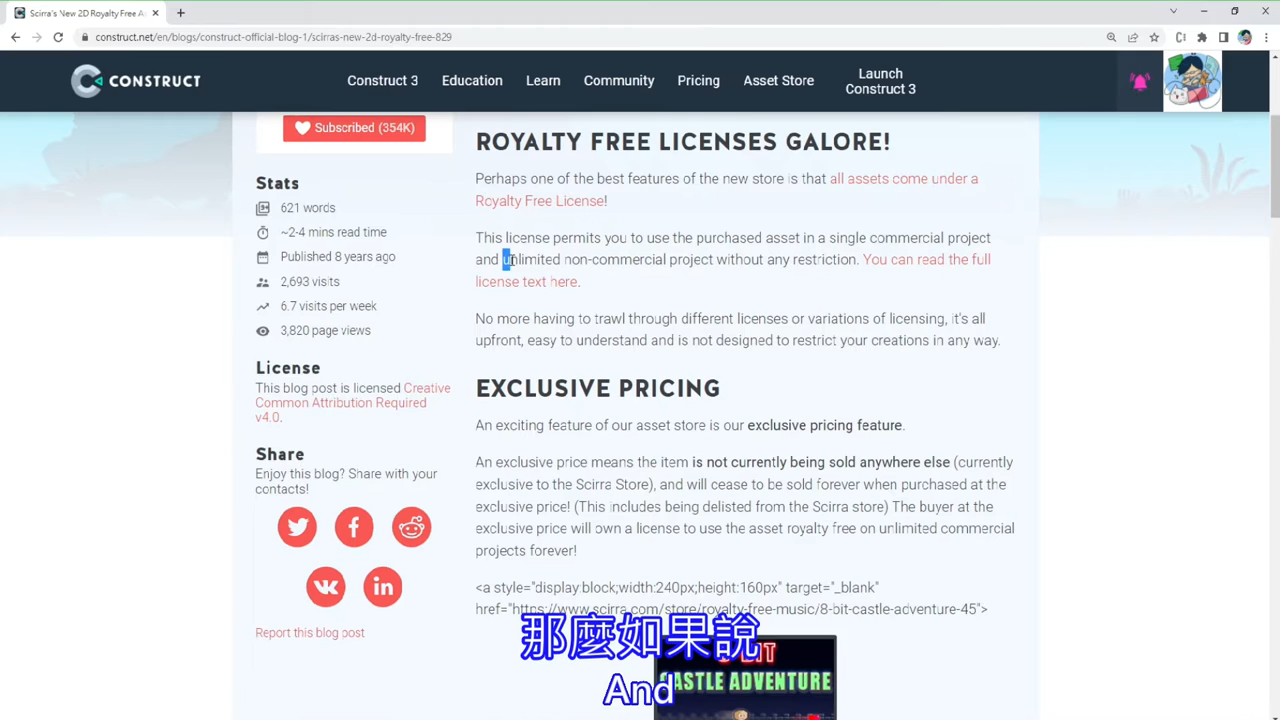 Scirra's New 2D Royalty Free A
construct.net/en/blogs/construct-official-blog-1/scirras-new-2d-royalty-free-829
CONSTRUCT
Construct 3
Education
Learn
Community
Pricing
Asset Store
Launch
Construct 3
Subscribed (354K)
Stats
621 words
~2-4 mins read time
Published 8 years ago
2,693 visits
6.7 visits per week
3,820 page views
License
This blog post is licensed Creative
Common Attribution Required
v4.0.
Share
Enjoy this blog? Share with your
contacts!
Report this blog post
ROYALTY FREE LICENSES GALORE!
Perhaps one of the best features of the new store is that all assets come under a
Royalty Free License!
This license permits you to use the purchased asset in a single commercial project
and unlimited non-commercial project without any restriction. You can read the full
license text here.
No more having to trawl through different licenses or variations of licensing, it's all
upfront, easy to understand and is not designed to restrict your creations in any way.
EXCLUSIVE PRICING
An exciting feature of our asset store is our exclusive pricing feature.
An exclusive price means the item is not currently being sold anywhere else (currently
exclusive to the Scirra Store), and will cease to be sold forever when purchased at the
exclusive price! (This includes being delisted from the Scirra store) The buyer at the
exclusive price will own a license to use the asset royalty free on unlimited commercial
projects forever!
<a style="display:block;width:240px;height:160px" target="_blank"
href="https://www.scirra.com/store/royalty-free-music/8-bit-castle-adventure-45">
8-BIT
CASTLE ADVENTURE
那麼如果說
And